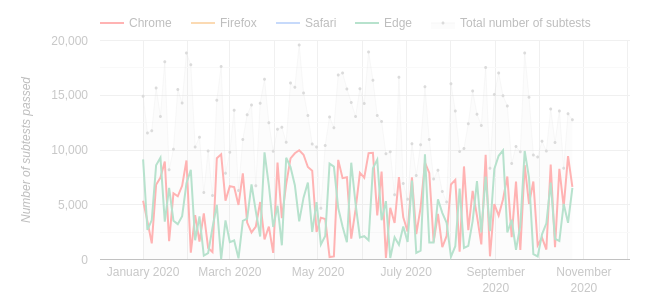 Chrome Firefox Safari Edge Total number of subtests
Number of subtests passed
20,000
15,000
10,000
5,000
0
January 2020 March 2020 May 2020 July 2020 September 2020 November 2020